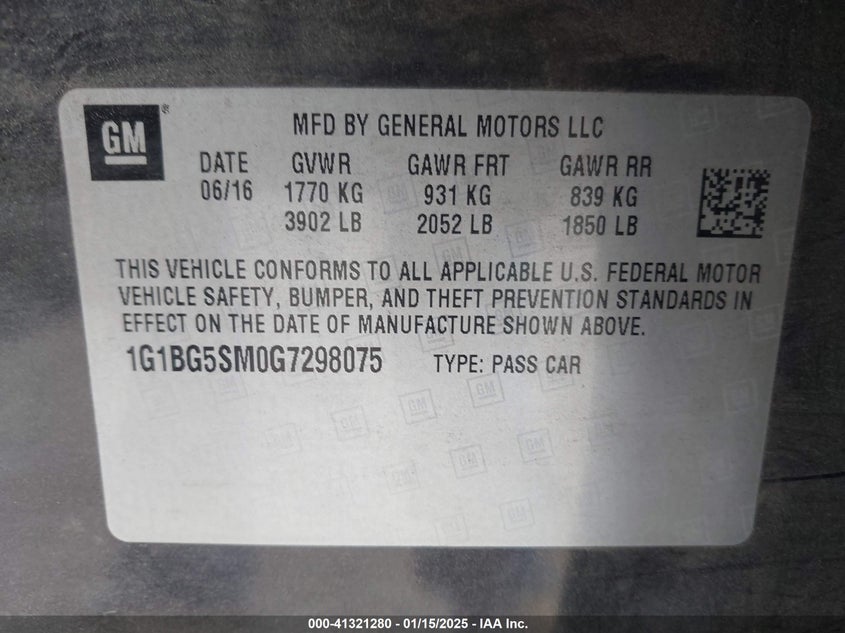 GM ®
MFD BY GENERAL MOTORS LLC
DATE GVWR GAWR FRT GAWR RR
06/16 1770 KG 931 KG 839 KG
3902 LB 2052 LB 1850 LB
THIS VEHICLE CONFORMS TO ALL APPLICABLE U.S. FEDERAL MOTOR
VEHICLE SAFETY, BUMPER, AND THEFT PREVENTION STANDARDS IN
EFFECT ON THE DATE OF MANUFACTURE SHOWN ABOVE.
1G1BG5SM0G7298075 TYPE: PASS CAR
000-41321280 - 01/15/2025 - IAA Inc.